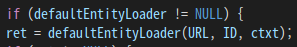 if (defaultEntityLoader != NULL) {
ret = defaultEntityLoader(URL, ID, ctxt);